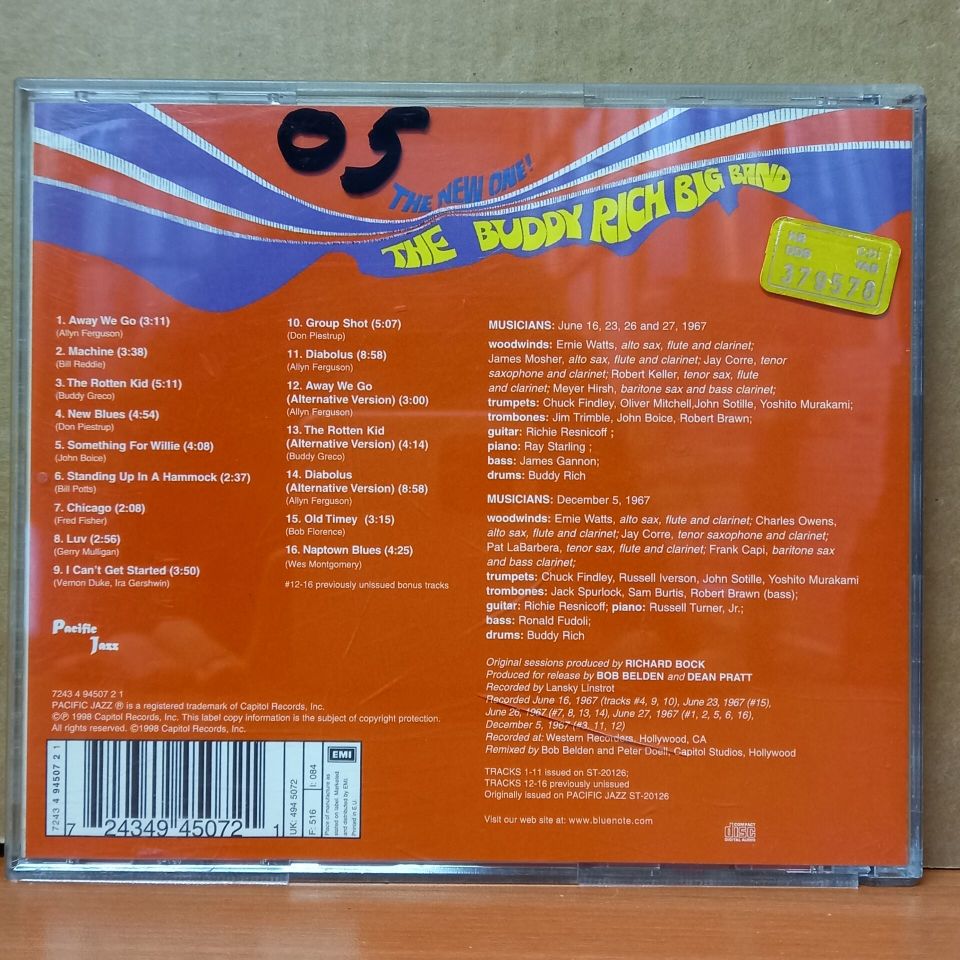 05
THE NEW ONE!
THE BUDDY RICH BIG BAND
379576
1. Away We Go (3:11)
(Allyn Ferguson)
2. Machine (3:38)
(Bill Reddie)
3. The Rotten Kid (5:11)
(Buddy Greco)
4. New Blues (4:54)
(Don Piestrup)
5. Something For Willie (4:08)
(John Boice)
6. Standing Up In A Hammock (2:37)
(Bill Potts)
7. Chicago (2:08)
(Fred Fisher)
8. Luv (2:56)
(Gerry Mulligan)
9. I Can't Get Started (3:50)
(Vernon Duke, Ira Gershwin)
10. Group Shot (5:07)
(Don Piestrup)
11. Diabolus (8:58)
(Allyn Ferguson)
12. Away We Go
(Alternative Version) (3:00)
(Allyn Ferguson)
13. The Rotten Kid
(Alternative Version) (4:14)
(Buddy Greco)
14. Diabolus
(Alternative Version) (8:58)
(Allyn Ferguson)
15. Old Timey (3:15)
(Bob Florence)
16. Naptown Blues (4:25)
(Wes Montgomery)
#12-16 previously unissued bonus tracks
MUSICIANS: June 16, 23, 26 and 27, 1967
woodwinds: Ernie Watts, alto sax, flute and clarinet;
James Mosher, alto sax, flute and clarinet; Jay Corre, tenor
saxophone and clarinet; Robert Keller, tenor sax, flute
and clarinet; Meyer Hirsh, baritone sax and bass clarinet;
trumpets: Chuck Findley, Oliver Mitchell,John Sotille, Yoshito Murakami;
trombones: Jim Trimble, John Boice, Robert Brawn;
guitar: Richie Resnicoff ;
piano: Ray Starling ;
bass: James Gannon;
drums: Buddy Rich
MUSICIANS: December 5, 1967
woodwinds: Ernie Watts, alto sax, flute and clarinet; Charles Owens,
alto sax, flute and clarinet; Jay Corre, tenor saxophone and clarinet;
Pat LaBarbera, tenor sax, flute and clarinet; Frank Capi, baritone sax
and bass clarinet;
trumpets: Chuck Findley, Russell Iverson, John Sotille, Yoshito Murakami
trombones: Jack Spurlock, Sam Burtis, Robert Brawn (bass);
guitar: Richie Resnicoff; piano: Russell Turner, Jr.;
bass: Ronald Fudoli;
drums: Buddy Rich
Original sessions produced by RICHARD BOCK
Produced for release by BOB BELDEN and DEAN PRATT
Recorded by Lansky Linstrot
Recorded June 16, 1967 (tracks #4, 9, 10), June 23, 1967 (#15),
June 26, 1967 (#7, 8, 13, 14), June 27, 1967 (#1, 2, 5, 6, 16),
December 5, 1967 (#3, 11, 12)
Recorded at: Western Recorders, Hollywood, CA
Remixed by Bob Belden and Peter Doell, Capitol Studios, Hollywood
TRACKS 1-11 issued on ST-20126;
TRACKS 12-16 previously unissued
Originally issued on PACIFIC JAZZ ST-20126
Visit our web site at: www.bluenote.com
COMPACT
disc
DIGITAL AUDIO
Pacific
Jazz
7243 4 94507 2 1
PACIFIC JAZZ ® is a registered trademark of Capitol Records, Inc.
©℗ 1998 Capitol Records, Inc. This label copyright information is the subject of copyright protection.
All rights reserved. ©1998 Capitol Records, Inc.
7243 4 94507 2 1
7 24349 45072 1
UK: 494 5072
F: 516
I: 084
EMI
Place of manufacture as
stated on label. Marketed
and distributed by EMI.
Printed in E.U.